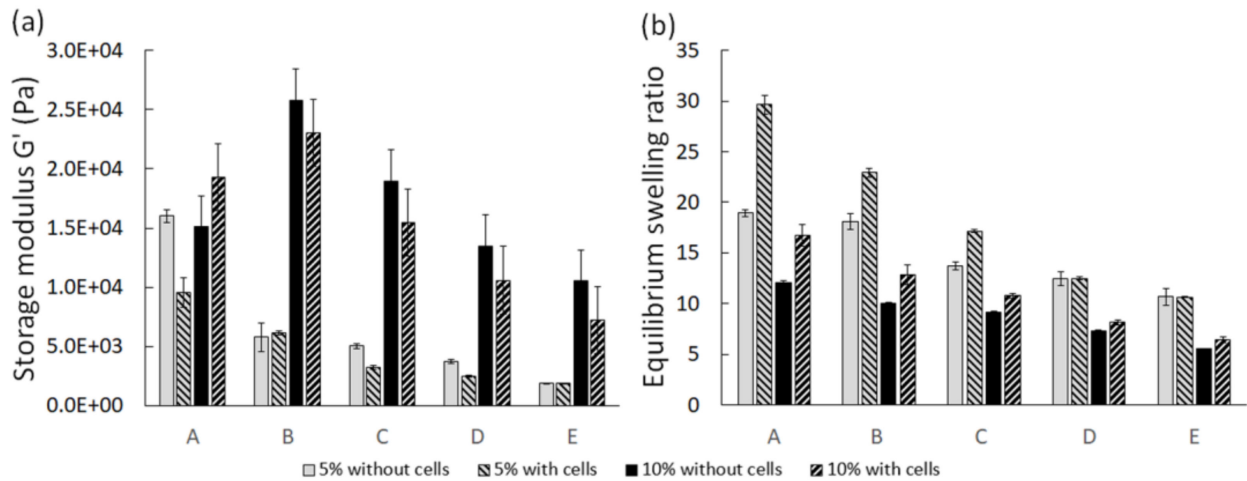 (a)
Storage modulus G' (Pa)
3.0E+04
2.5E+04
2.0E+04
1.5E+04
1.0E+04
5.0E+03
0.0E+00
A B C D E
(b)
Equilibrium swelling ratio
35
30
25
20
15
10
5
0
A B C D E
5% without cells 5% with cells 10% without cells 10% with cells